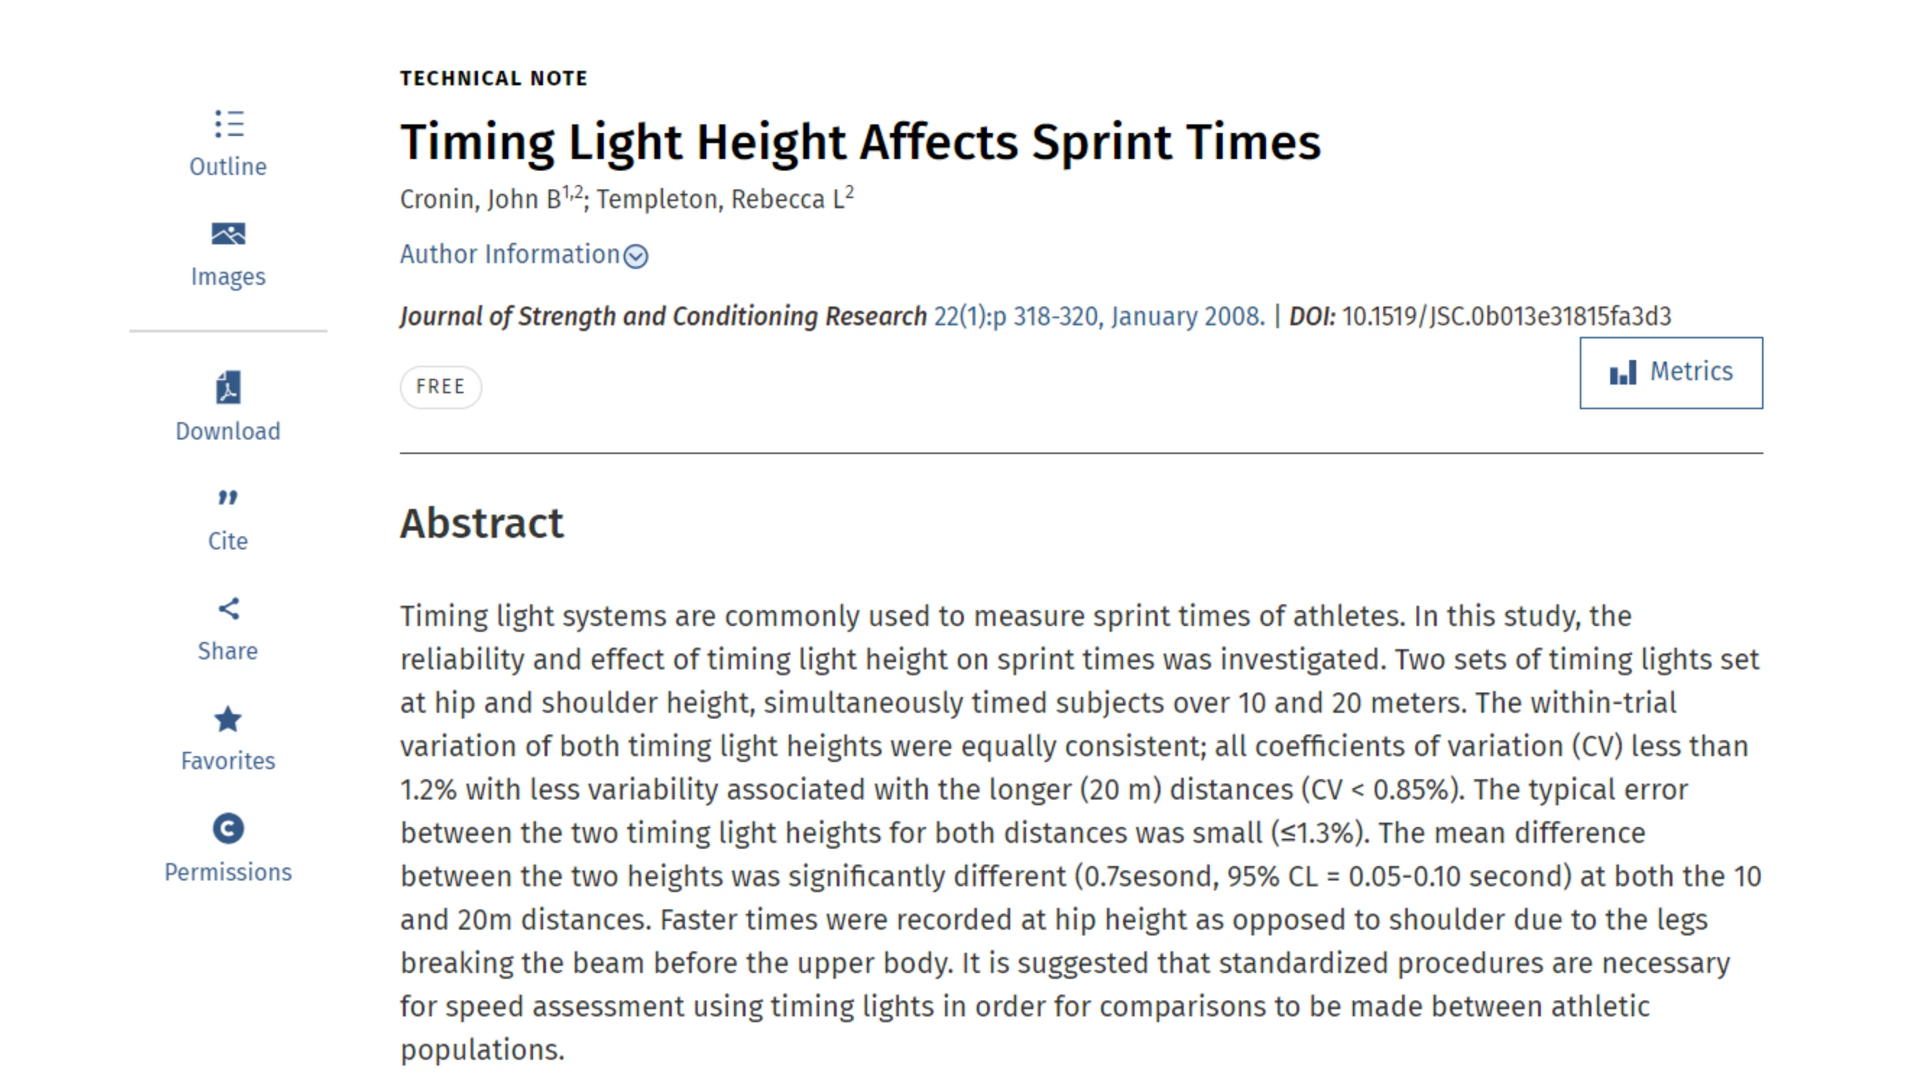 TECHNICAL NOTE
Timing Light Height Affects Sprint Times
Cronin, John B1,2; Templeton, Rebecca L2
Author Information
Journal of Strength and Conditioning Research 22(1):p 318-320, January 2008. | DOI: 10.1519/JSC.0b013e31815fa3d3
FREE
Metrics
Outline
Images
Download
Cite
Share
Favorites
Permissions
Abstract
Timing light systems are commonly used to measure sprint times of athletes. In this study, the
reliability and effect of timing light height on sprint times was investigated. Two sets of timing lights set
at hip and shoulder height, simultaneously timed subjects over 10 and 20 meters. The within-trial
variation of both timing light heights were equally consistent; all coefficients of variation (CV) less than
1.2% with less variability associated with the longer (20 m) distances (CV < 0.85%). The typical error
between the two timing light heights for both distances was small (≤1.3%). The mean difference
between the two heights was significantly different (0.7sesond, 95% CL = 0.05-0.10 second) at both the 10
and 20m distances. Faster times were recorded at hip height as opposed to shoulder due to the legs
breaking the beam before the upper body. It is suggested that standardized procedures are necessary
for speed assessment using timing lights in order for comparisons to be made between athletic
populations.